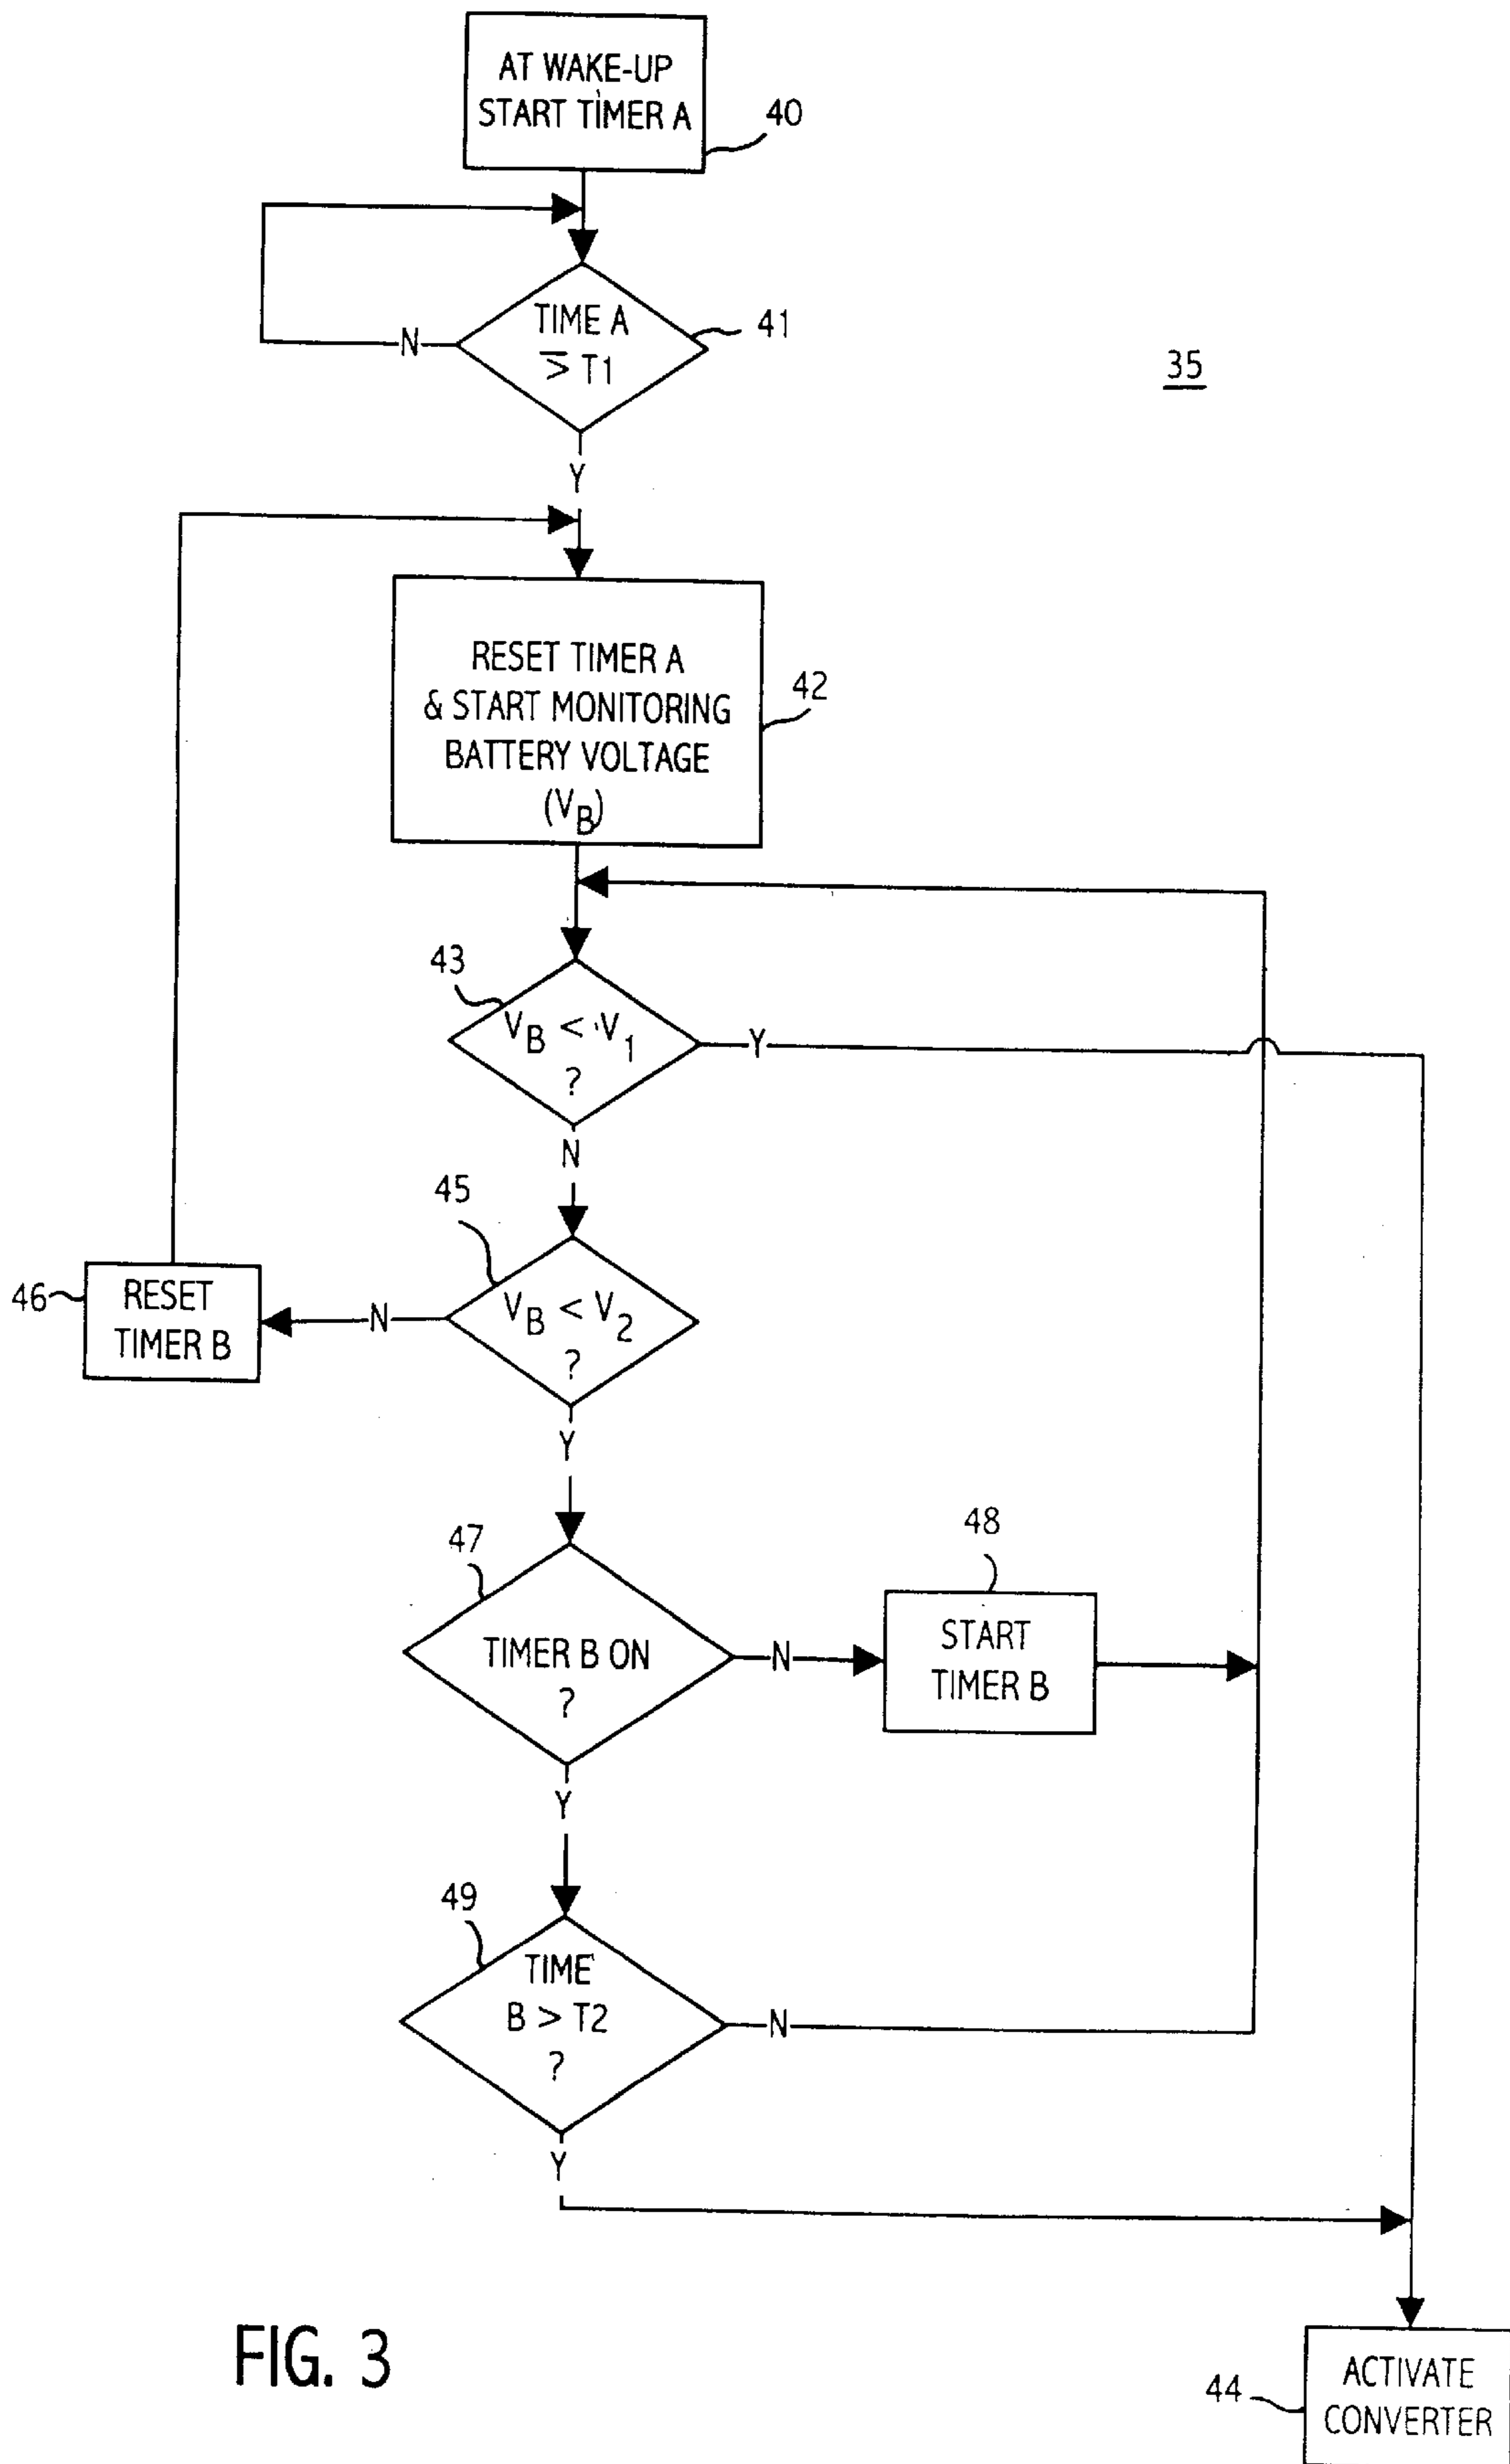 AT WAKE-UP
START TIMER A
40
TIME A
≥ T1
41
N
35
Y
RESET TIMER A
& START MONITORING
BATTERY VOLTAGE
(VB)
42
43
VB < V1
?
Y
N
45
VB < V2
?
N
46
RESET
TIMER B
Y
47
TIMER B ON
?
N
48
START
TIMER B
Y
49
TIME
B > T2
?
N
Y
FIG. 3
44
ACTIVATE
CONVERTER